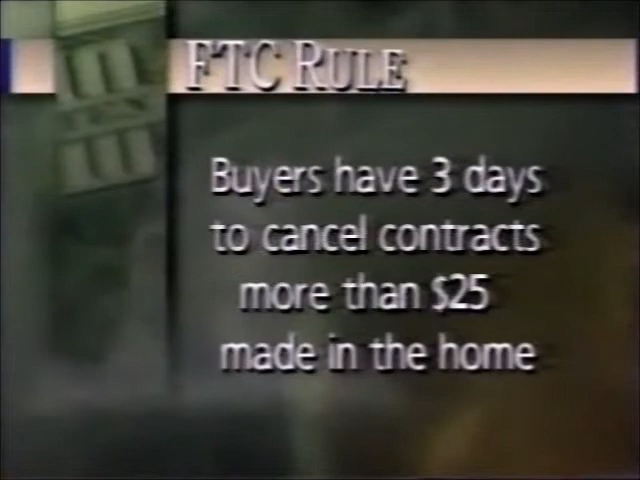 FTC RULE
Buyers have 3 days
to cancel contracts
more than $25
made in the home